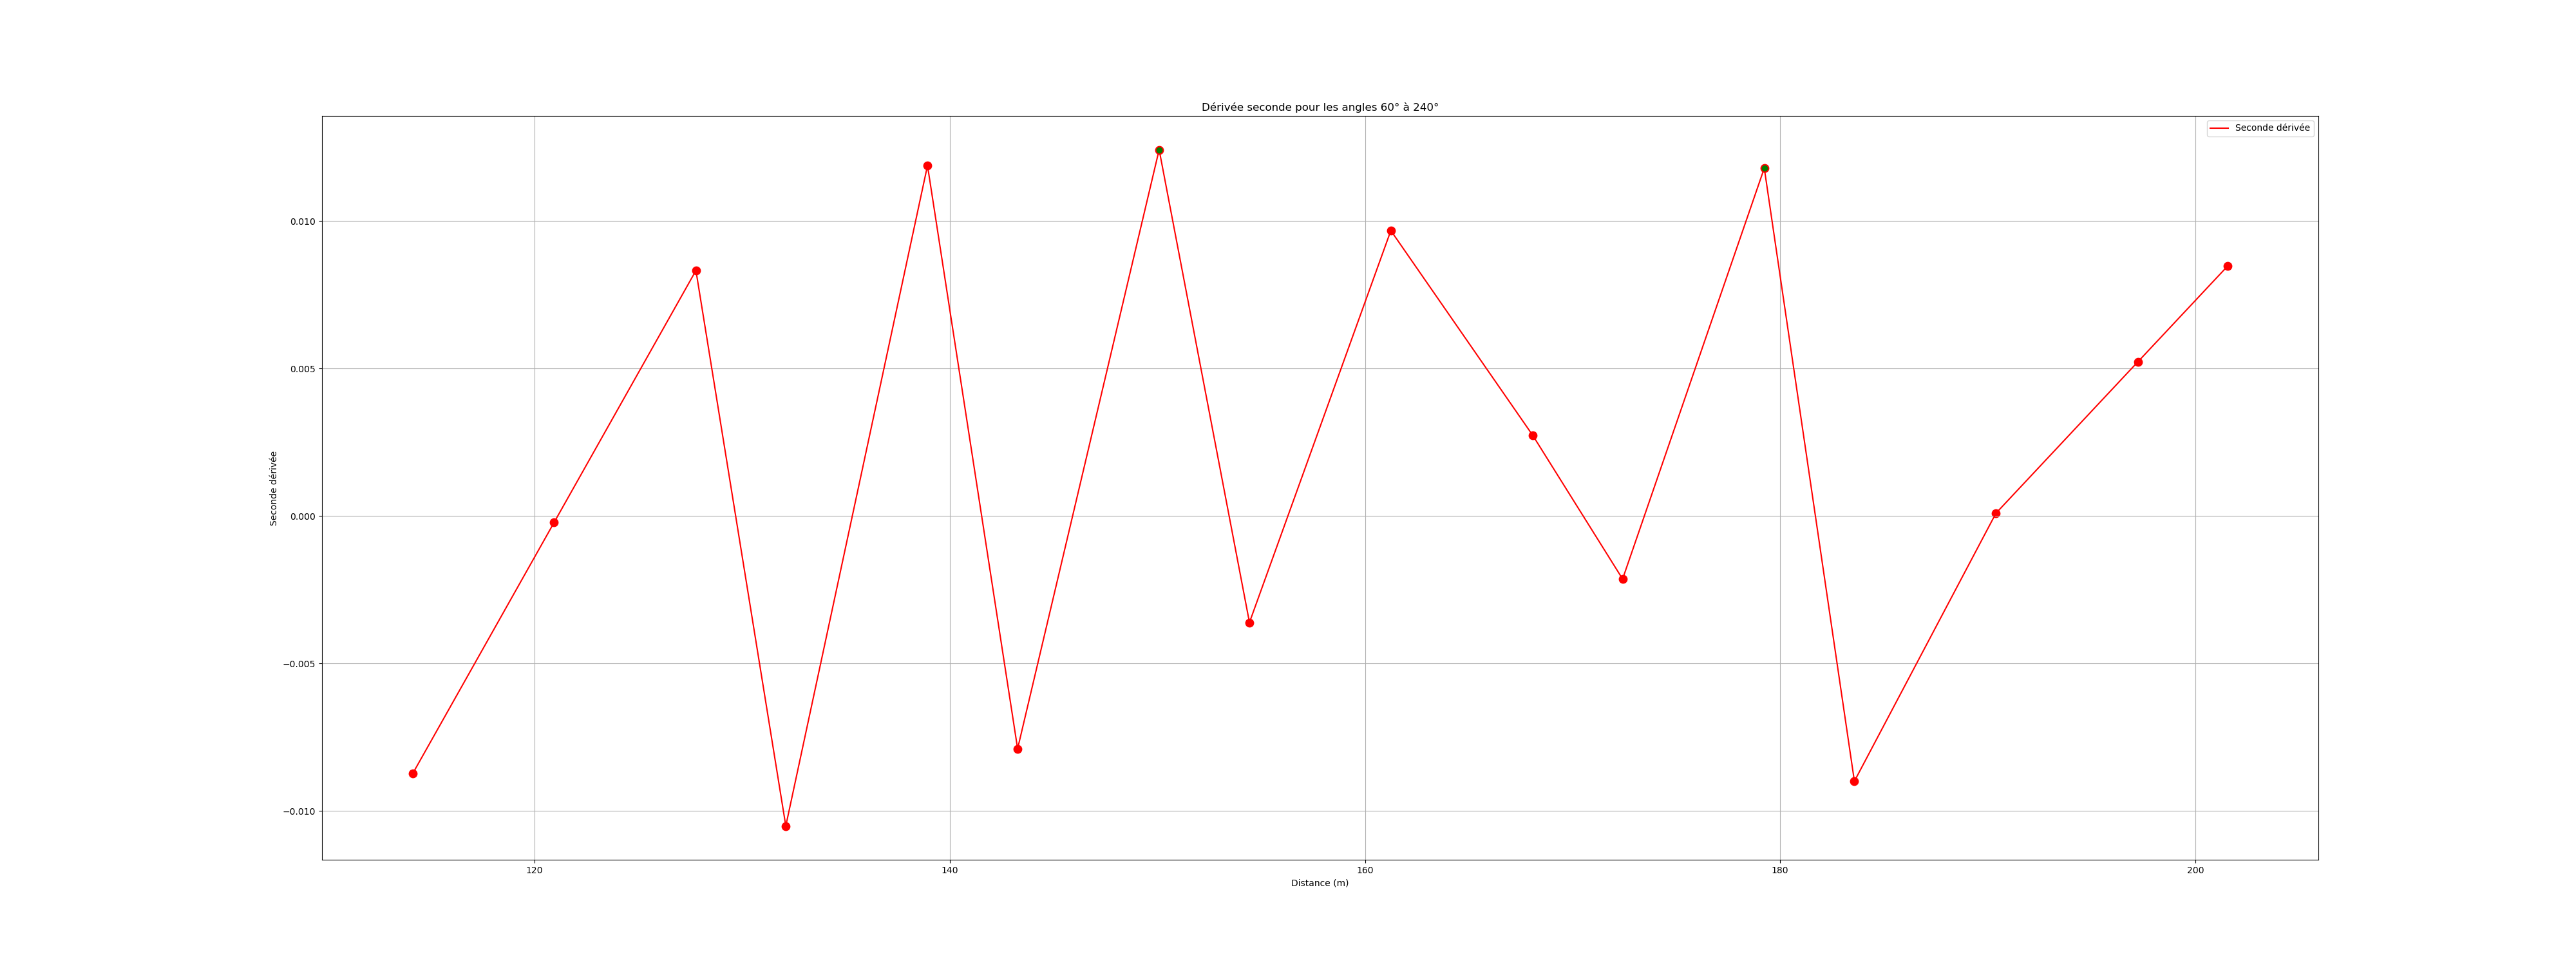 Dérivée seconde pour les angles 60° à 240°
Seconde dérivée
Seconde dérivée
0.010
0.005
0.000
−0.005
−0.010
120
140
160
180
200
Distance (m)